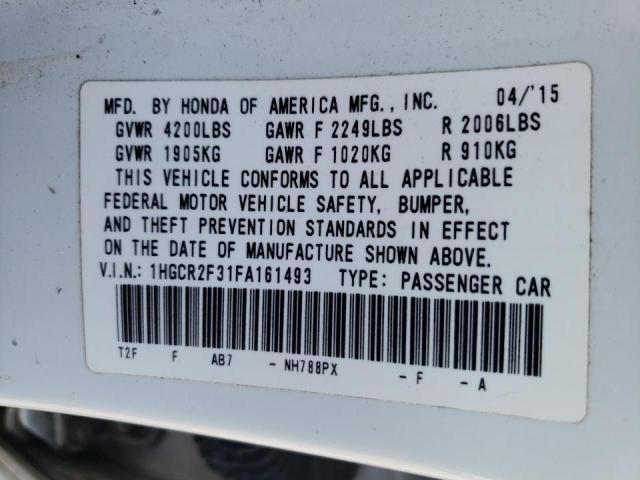 MFD. BY HONDA OF AMERICA MFG., INC. 04/'15
GVWR 4200LBS GAWR F 2249LBS R 2006LBS
GVWR 1905KG GAWR F 1020KG R 910KG
THIS VEHICLE CONFORMS TO ALL APPLICABLE
FEDERAL MOTOR VEHICLE SAFETY, BUMPER,
AND THEFT PREVENTION STANDARDS IN EFFECT
ON THE DATE OF MANUFACTURE SHOWN ABOVE.
V.I.N.: 1HGCR2F31FA161493 TYPE: PASSENGER CAR
T2F F AB7 - NH788PX - F - A